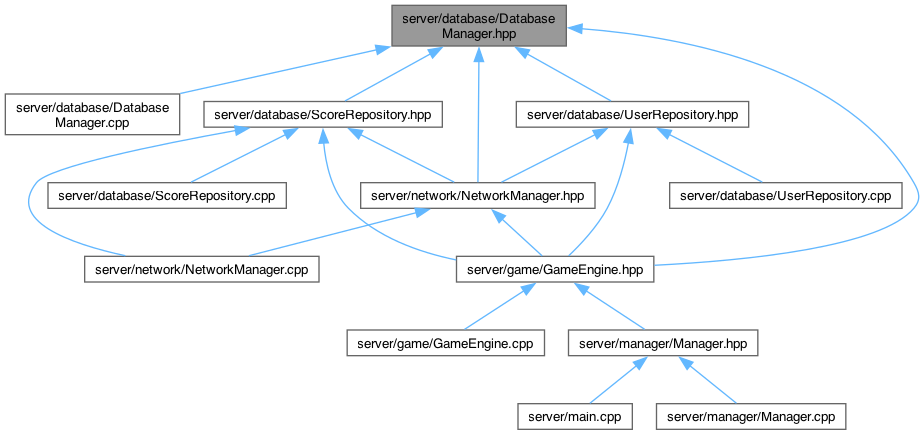 server/database/Database
Manager.hpp
server/database/Database
Manager.cpp
server/database/ScoreRepository.hpp
server/database/UserRepository.hpp
server/database/ScoreRepository.cpp
server/network/NetworkManager.hpp
server/database/UserRepository.cpp
server/network/NetworkManager.cpp
server/game/GameEngine.hpp
server/game/GameEngine.cpp
server/manager/Manager.hpp
server/main.cpp
server/manager/Manager.cpp